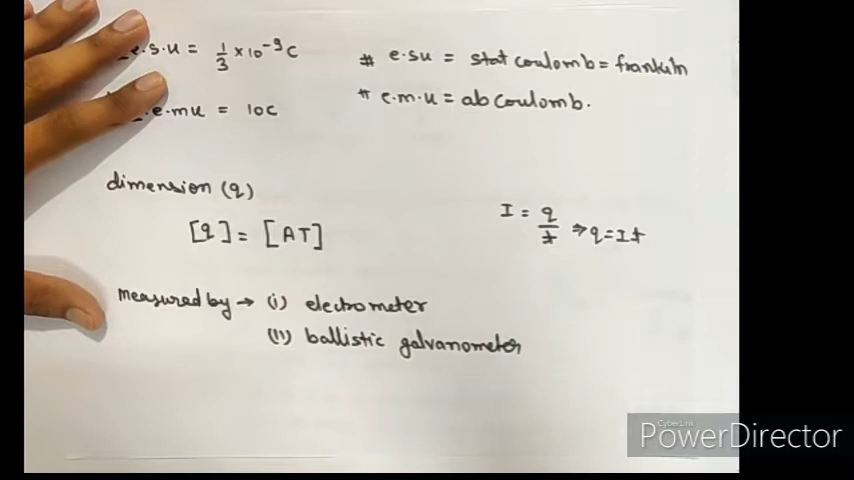 e.s.u = 1/3 × 10⁻⁹ C
# e.su = stat coulomb = franklin
e.mu = 10C
# e.m.u = ab coulomb.
dimension (q)
[q] = [AT]
I = q/t ⇒ q = It
measured by → (i) electrometer
(ii) ballistic galvanometer
CyberLink
PowerDirector